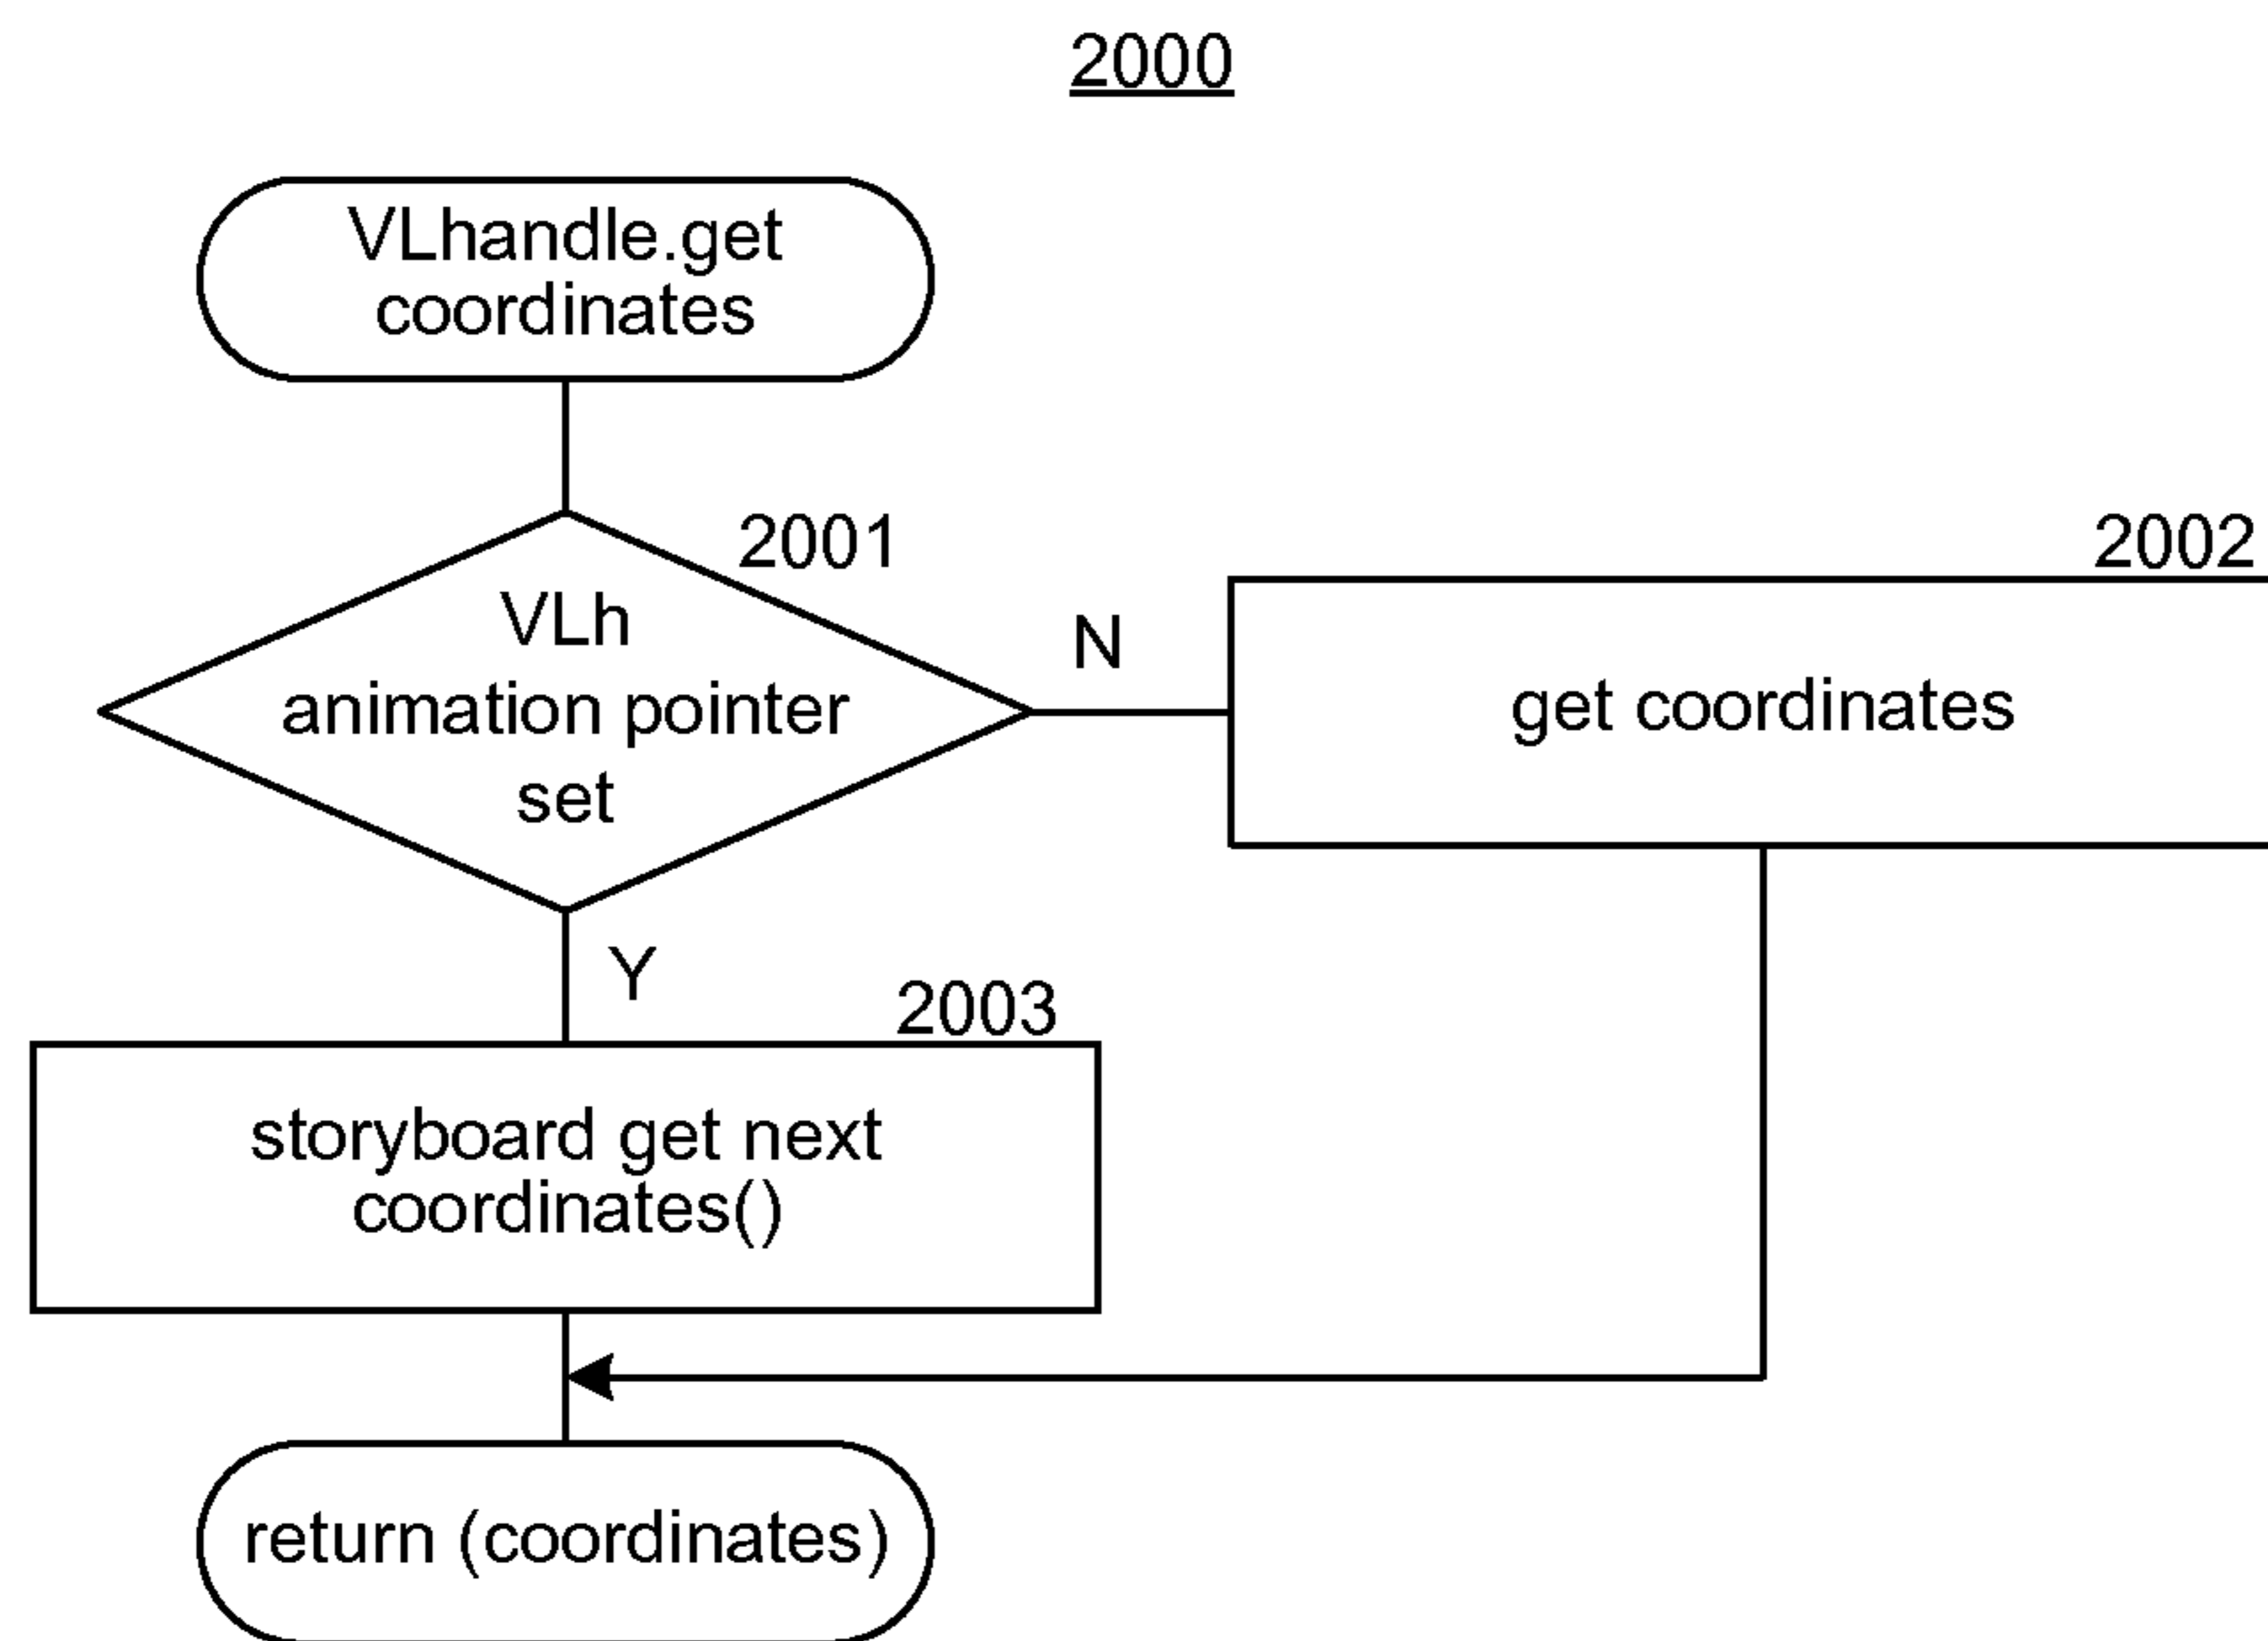 2000
VLhandle.get
coordinates
2001
VLh
animation pointer
set
N
2002
get coordinates
Y
2003
storyboard get next
coordinates()
return (coordinates)